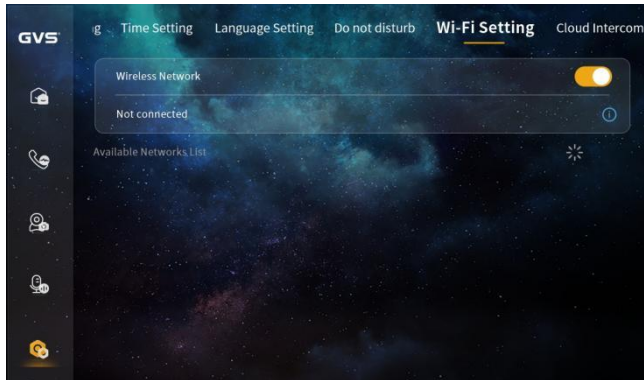 GVS
g Time Setting Language Setting Do not disturb Wi-Fi Setting Cloud Intercom
Wireless Network
Not connected
Available Networks List